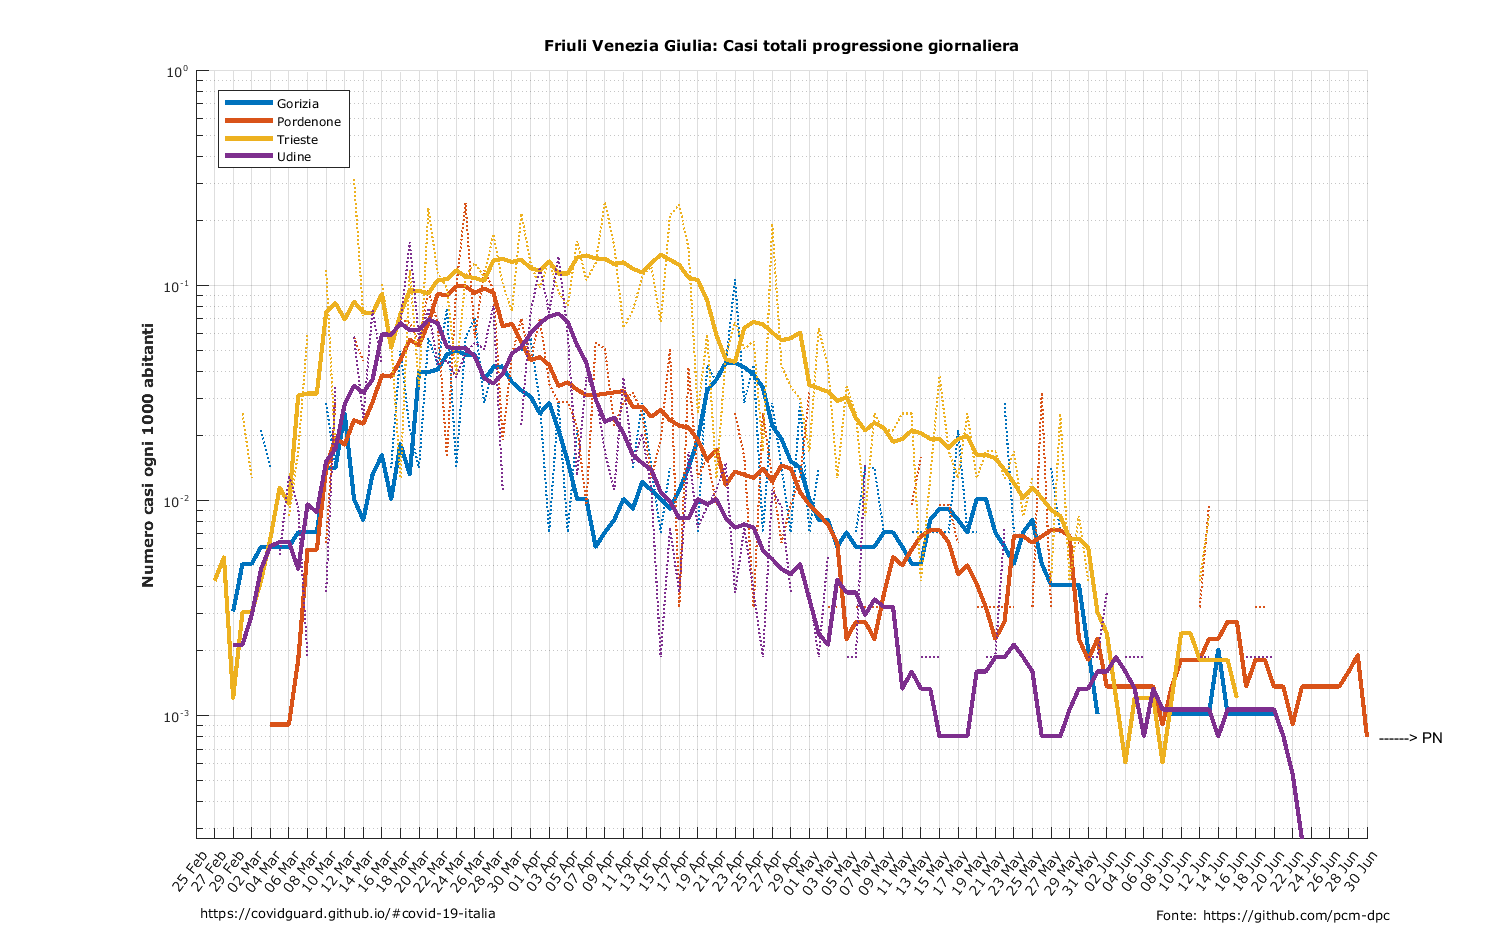 Friuli Venezia Giulia: Casi totali progressione giornaliera
Numero casi ogni 1000 abitanti
10⁰
10⁻¹
10⁻²
10⁻³
Gorizia
Pordenone
Trieste
Udine
------> PN
25 Feb
27 Feb
29 Feb
02 Mar
04 Mar
06 Mar
08 Mar
10 Mar
12 Mar
14 Mar
16 Mar
18 Mar
20 Mar
22 Mar
24 Mar
26 Mar
28 Mar
30 Mar
01 Apr
03 Apr
05 Apr
07 Apr
09 Apr
11 Apr
13 Apr
15 Apr
17 Apr
19 Apr
21 Apr
23 Apr
25 Apr
27 Apr
29 Apr
01 May
03 May
05 May
07 May
09 May
11 May
13 May
15 May
17 May
19 May
21 May
23 May
25 May
27 May
29 May
31 May
02 Jun
04 Jun
06 Jun
08 Jun
10 Jun
12 Jun
14 Jun
16 Jun
18 Jun
20 Jun
22 Jun
24 Jun
26 Jun
28 Jun
30 Jun
https://covidguard.github.io/#covid-19-italia
Fonte: https://github.com/pcm-dpc